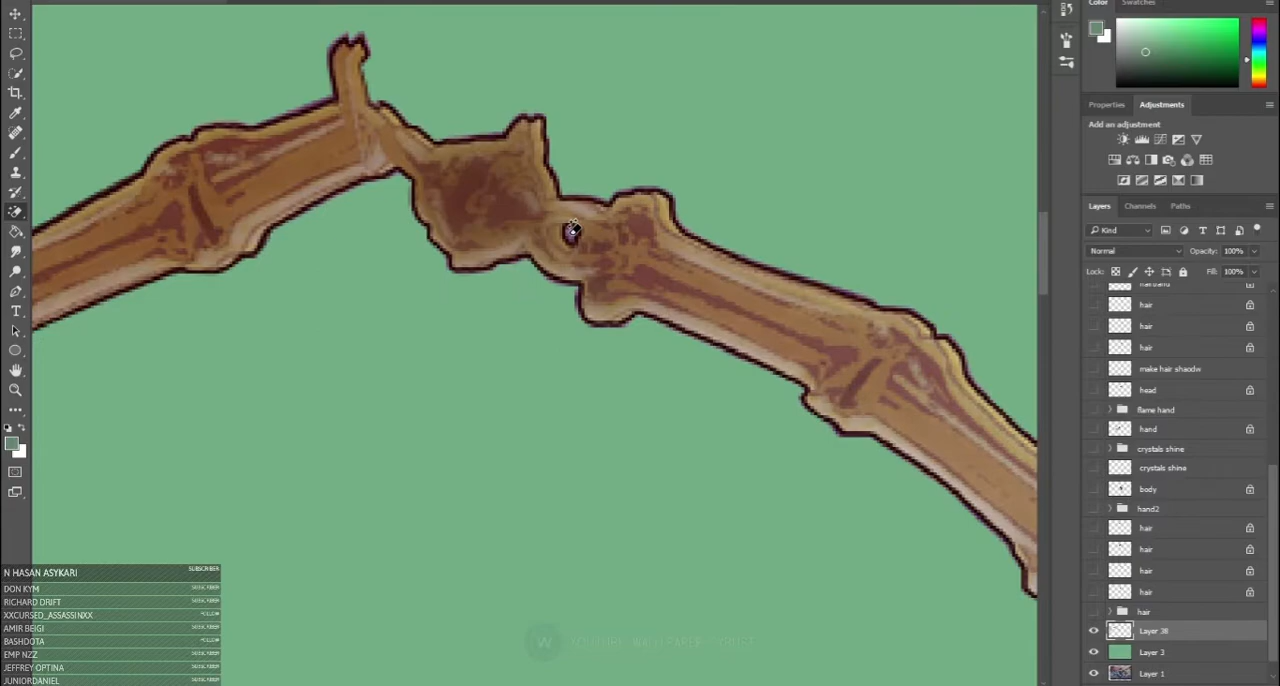 Color
Swatches
Properties
Adjustments
Add an adjustment
Layers
Channels
Paths
Kind
Normal
Opacity: 100%
Lock:
Fill: 100%
hair
hair
hair
make hair shaodw
head
flame hand
hand
crystals shine
crystals shine
body
hand2
hair
hair
hair
hair
hair
Layer 38
Layer 3
Layer 1
T
N HASAN ASYKARI SUBSCRIBER
DON KYM
RICHARD DRIFT
XXCURSED_ASSASSINXX
AMIR BEIGI
BASHDOTA
EMP NZZ
JEFFREY OPTINA
JUNIORDANIEL
W